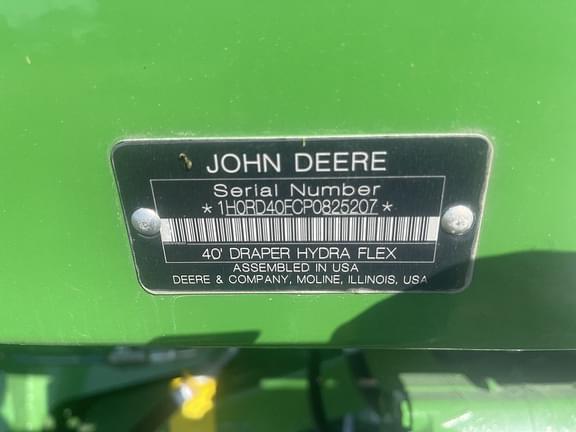 JOHN DEERE
Serial Number
*1H0RD40FCP0825207*
40' DRAPER HYDRA FLEX
ASSEMBLED IN USA
DEERE & COMPANY, MOLINE, ILLINOIS, USA